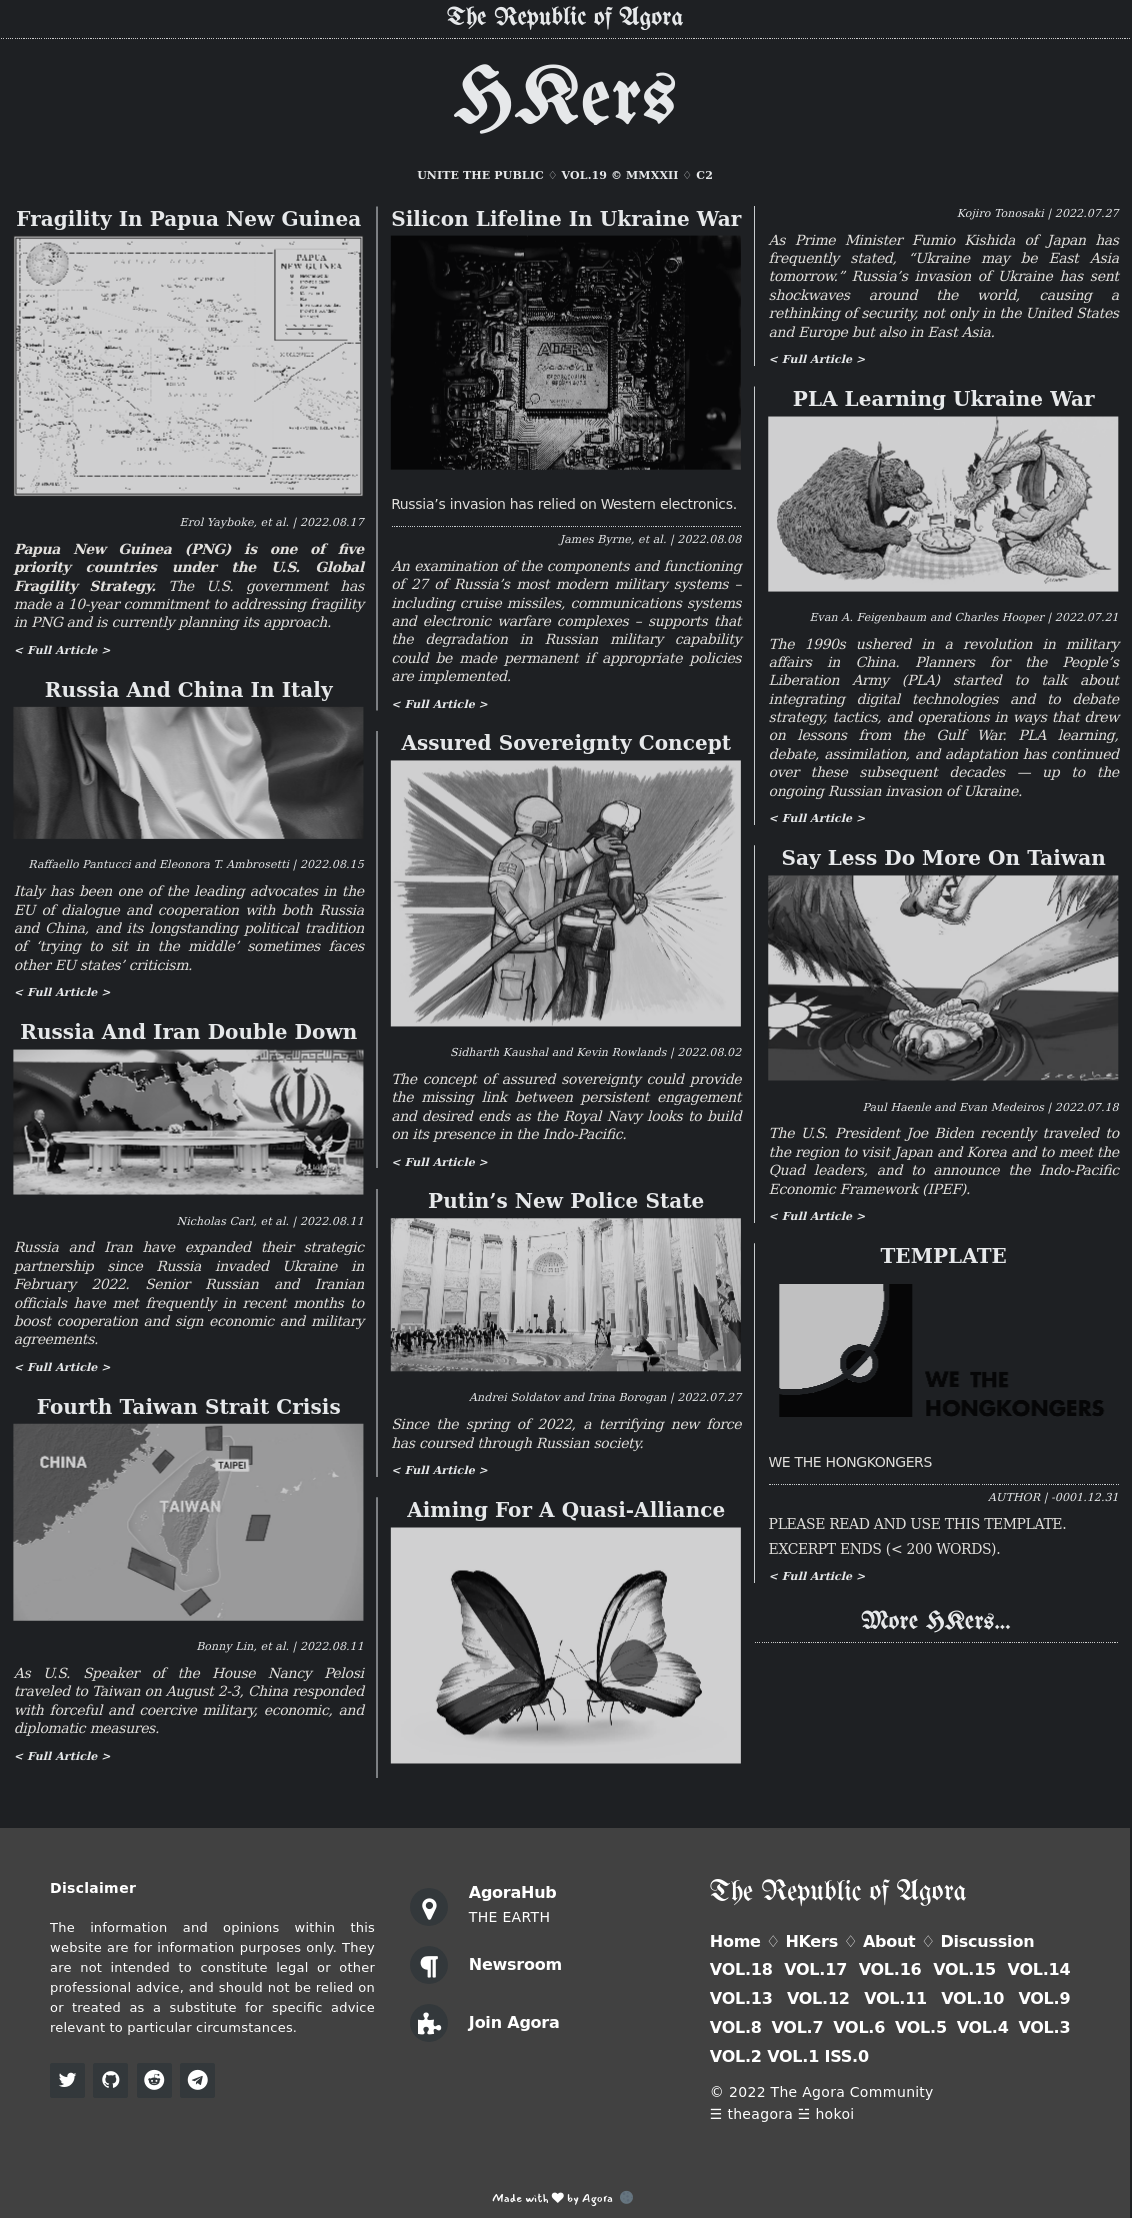 The Republic of Agora
HKers
UNITE THE PUBLIC ♢ VOL.19 © MMXXII ♢ C2
Fragility In Papua New Guinea
PAPUA
NEW GUINEA
Erol Yayboke, et al. | 2022.08.17
Papua New Guinea (PNG) is one of five
priority countries under the U.S. Global
Fragility Strategy. The U.S. government has
made a 10-year commitment to addressing fragility
in PNG and is currently planning its approach.
< Full Article >
Russia And China In Italy
Raffaello Pantucci and Eleonora T. Ambrosetti | 2022.08.15
Italy has been one of the leading advocates in the
EU of dialogue and cooperation with both Russia
and China, and its longstanding political tradition
of ‘trying to sit in the middle’ sometimes faces
other EU states’ criticism.
< Full Article >
Russia And Iran Double Down
Nicholas Carl, et al. | 2022.08.11
Russia and Iran have expanded their strategic
partnership since Russia invaded Ukraine in
February 2022. Senior Russian and Iranian
officials have met frequently in recent months to
boost cooperation and sign economic and military
agreements.
< Full Article >
Fourth Taiwan Strait Crisis
CHINA
TAIPEI
TAIWAN
Bonny Lin, et al. | 2022.08.11
As U.S. Speaker of the House Nancy Pelosi
traveled to Taiwan on August 2-3, China responded
with forceful and coercive military, economic, and
diplomatic measures.
< Full Article >
Silicon Lifeline In Ukraine War
ALTERA
Russia’s invasion has relied on Western electronics.
James Byrne, et al. | 2022.08.08
An examination of the components and functioning
of 27 of Russia’s most modern military systems –
including cruise missiles, communications systems
and electronic warfare complexes – supports that
the degradation in Russian military capability
could be made permanent if appropriate policies
are implemented.
< Full Article >
Assured Sovereignty Concept
Sidharth Kaushal and Kevin Rowlands | 2022.08.02
The concept of assured sovereignty could provide
the missing link between persistent engagement
and desired ends as the Royal Navy looks to build
on its presence in the Indo-Pacific.
< Full Article >
Putin’s New Police State
Andrei Soldatov and Irina Borogan | 2022.07.27
Since the spring of 2022, a terrifying new force
has coursed through Russian society.
< Full Article >
Aiming For A Quasi-Alliance
Kojiro Tonosaki | 2022.07.27
As Prime Minister Fumio Kishida of Japan has
frequently stated, “Ukraine may be East Asia
tomorrow.” Russia’s invasion of Ukraine has sent
shockwaves around the world, causing a
rethinking of security, not only in the United States
and Europe but also in East Asia.
< Full Article >
PLA Learning Ukraine War
Evan A. Feigenbaum and Charles Hooper | 2022.07.21
The 1990s ushered in a revolution in military
affairs in China. Planners for the People’s
Liberation Army (PLA) started to talk about
integrating digital technologies and to debate
strategy, tactics, and operations in ways that drew
on lessons from the Gulf War. PLA learning,
debate, assimilation, and adaptation has continued
over these subsequent decades — up to the
ongoing Russian invasion of Ukraine.
< Full Article >
Say Less Do More On Taiwan
Paul Haenle and Evan Medeiros | 2022.07.18
The U.S. President Joe Biden recently traveled to
the region to visit Japan and Korea and to meet the
Quad leaders, and to announce the Indo-Pacific
Economic Framework (IPEF).
< Full Article >
TEMPLATE
WE THE
HONGKONGERS
WE THE HONGKONGERS
AUTHOR | -0001.12.31
PLEASE READ AND USE THIS TEMPLATE.
EXCERPT ENDS (< 200 WORDS).
< Full Article >
More HKers...
Disclaimer
The information and opinions within this
website are for information purposes only. They
are not intended to constitute legal or other
professional advice, and should not be relied on
or treated as a substitute for specific advice
relevant to particular circumstances.
AgoraHub
THE EARTH
Newsroom
Join Agora
The Republic of Agora
Home ♢ HKers ♢ About ♢ Discussion
VOL.18 VOL.17 VOL.16 VOL.15 VOL.14
VOL.13 VOL.12 VOL.11 VOL.10 VOL.9
VOL.8 VOL.7 VOL.6 VOL.5 VOL.4 VOL.3
VOL.2 VOL.1 ISS.0
© 2022 The Agora Community
☰ theagora ☱ hokoi
Made with ♥ by Agora